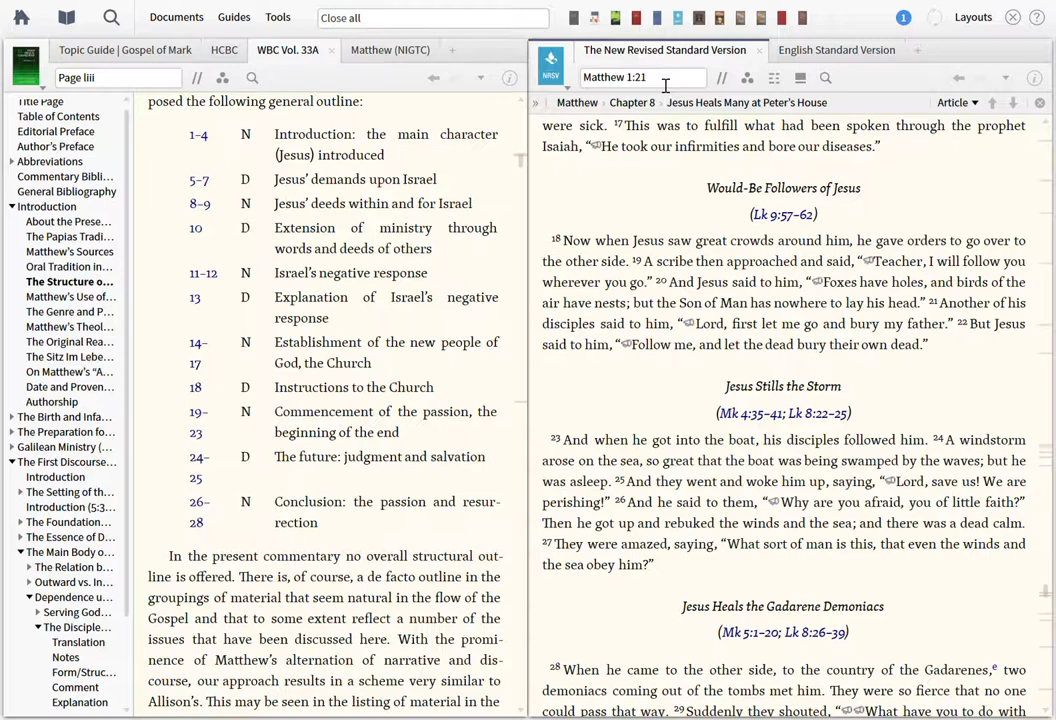 Documents Guides Tools Close all 1 Layouts
Topic Guide | Gospel of Mark HCBC WBC Vol. 33A Matthew (NIGTC)
Page liii
Title Page
Table of Contents
Editorial Preface
Author's Preface
Abbreviations
Commentary Bibli...
General Bibliography
Introduction
About the Prese...
The Papias Tradi...
Matthew's Sources
Oral Tradition in...
The Structure o...
Matthew's Use of...
The Genre and P...
Matthew's Theol...
The Original Rea...
The Sitz Im Lebe...
On Matthew's "A...
Date and Proven...
Authorship
The Birth and Infa...
The Preparation fo...
Galilean Ministry (...
The First Discourse...
Introduction
The Setting of th...
Introduction (5:3...
The Foundation...
The Essence of D...
The Main Body o...
The Relation b...
Outward vs. In...
Dependence u...
Serving God...
The Disciple...
Translation
Notes
Form/Struc...
Comment
Explanation
posed the following general outline:
1–4 N Introduction: the main character
(Jesus) introduced
5–7 D Jesus' demands upon Israel
8–9 N Jesus' deeds within and for Israel
10 D Extension of ministry through
words and deeds of others
11–12 N Israel's negative response
13 D Explanation of Israel's negative
response
14– N Establishment of the new people of
17 God, the Church
18 D Instructions to the Church
19– N Commencement of the passion, the
23 beginning of the end
24– D The future: judgment and salvation
25
26– N Conclusion: the passion and resur-
28 rection
In the present commentary no overall structural out-
line is offered. There is, of course, a de facto outline in the
groupings of material that seem natural in the flow of the
Gospel and that to some extent reflect a number of the
issues that have been discussed here. With the promi-
nence of Matthew's alternation of narrative and dis-
course, our approach results in a scheme very similar to
Allison's. This may be seen in the listing of material in the
NRSV
The New Revised Standard Version English Standard Version
Matthew 1:21
Matthew Chapter 8 Jesus Heals Many at Peter's House Article
were sick. 17 This was to fulfill what had been spoken through the prophet
Isaiah, "He took our infirmities and bore our diseases."
Would-Be Followers of Jesus
(Lk 9:57–62)
18 Now when Jesus saw great crowds around him, he gave orders to go over to
the other side. 19 A scribe then approached and said, "Teacher, I will follow you
wherever you go." 20 And Jesus said to him, "Foxes have holes, and birds of the
air have nests; but the Son of Man has nowhere to lay his head." 21 Another of his
disciples said to him, "Lord, first let me go and bury my father." 22 But Jesus
said to him, "Follow me, and let the dead bury their own dead."
Jesus Stills the Storm
(Mk 4:35–41; Lk 8:22–25)
23 And when he got into the boat, his disciples followed him. 24 A windstorm
arose on the sea, so great that the boat was being swamped by the waves; but he
was asleep. 25 And they went and woke him up, saying, "Lord, save us! We are
perishing!" 26 And he said to them, "Why are you afraid, you of little faith?"
Then he got up and rebuked the winds and the sea; and there was a dead calm.
27 They were amazed, saying, "What sort of man is this, that even the winds and
the sea obey him?"
Jesus Heals the Gadarene Demoniacs
(Mk 5:1–20; Lk 8:26–39)
28 When he came to the other side, to the country of the Gadarenes,e two
demoniacs coming out of the tombs met him. They were so fierce that no one
could pass that way. 29 Suddenly they shouted, "What have you to do with